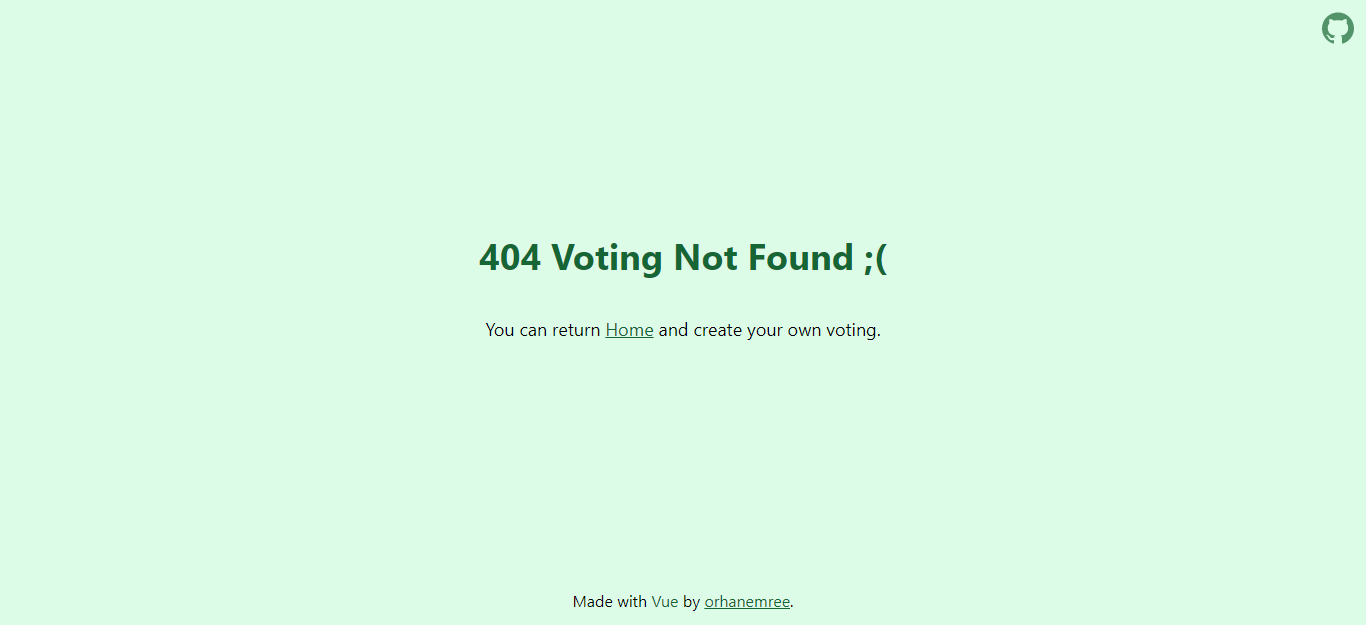 404 Voting Not Found ;(
You can return Home and create your own voting.
Made with Vue by orhanemree.